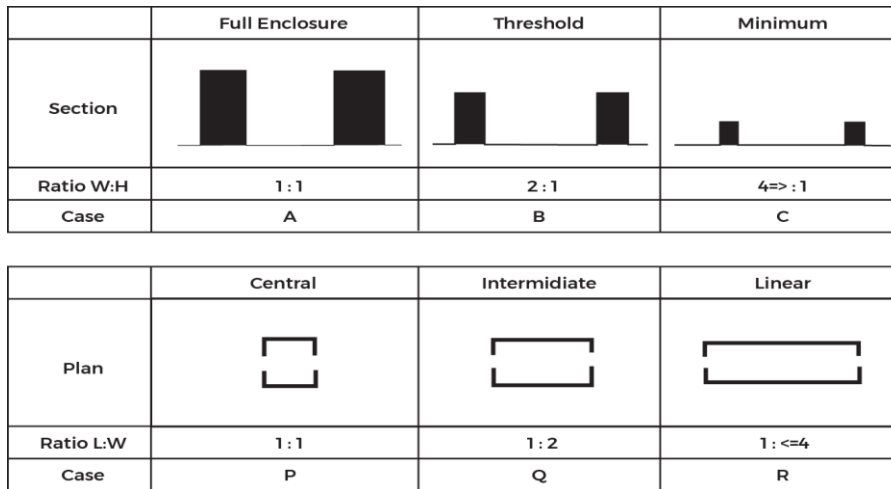 Full Enclosure Threshold Minimum
Section
Ratio W:H 1 : 1 2 : 1 4=> : 1
Case A B C
Central Intermidiate Linear
Plan
Ratio L:W 1 : 1 1 : 2 1 : <=4
Case P Q R